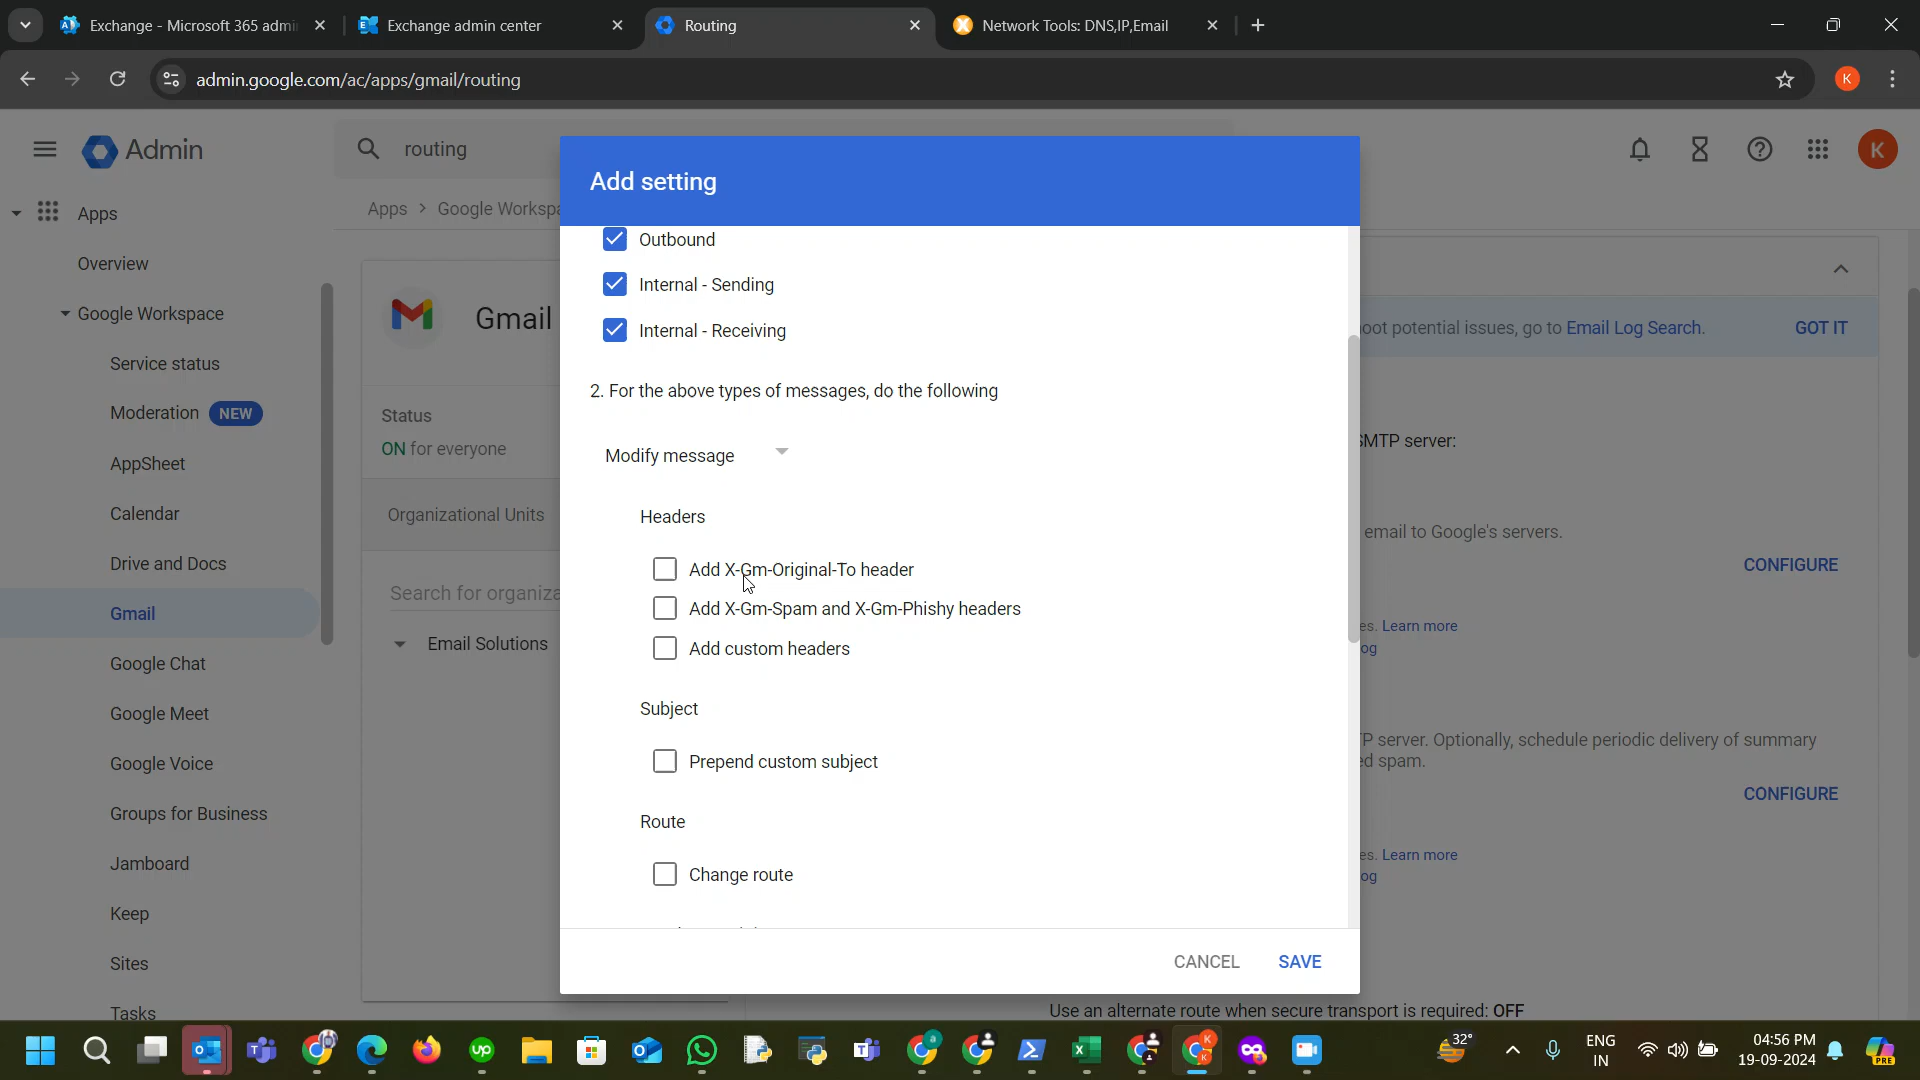 Exchange - Microsoft 365 admi
Exchange admin center
Routing
Network Tools: DNS,IP,Email
admin.google.com/ac/apps/gmail/routing
K
Admin
routing
K
Apps
Overview
Google Workspace
Service status
Moderation NEW
AppSheet
Calendar
Drive and Docs
Gmail
Google Chat
Google Meet
Google Voice
Groups for Business
Jamboard
Keep
Sites
Tasks
Apps > Google Workspa
Gmail
Status
ON for everyone
Organizational Units
Search for organiza
Email Solutions
Add setting
Outbound
Internal - Sending
Internal - Receiving
2. For the above types of messages, do the following
Modify message
Headers
Add X-Gm-Original-To header
Add X-Gm-Spam and X-Gm-Phishy headers
Add custom headers
Subject
Prepend custom subject
Route
Change route
CANCEL
SAVE
oot potential issues, go to Email Log Search.
GOT IT
SMTP server:
email to Google's servers.
CONFIGURE
es. Learn more
og
TP server. Optionally, schedule periodic delivery of summary
ed spam.
CONFIGURE
es. Learn more
og
Use an alternate route when secure transport is required: OFF
32°
ENG
IN
04:56 PM
19-09-2024
PRE